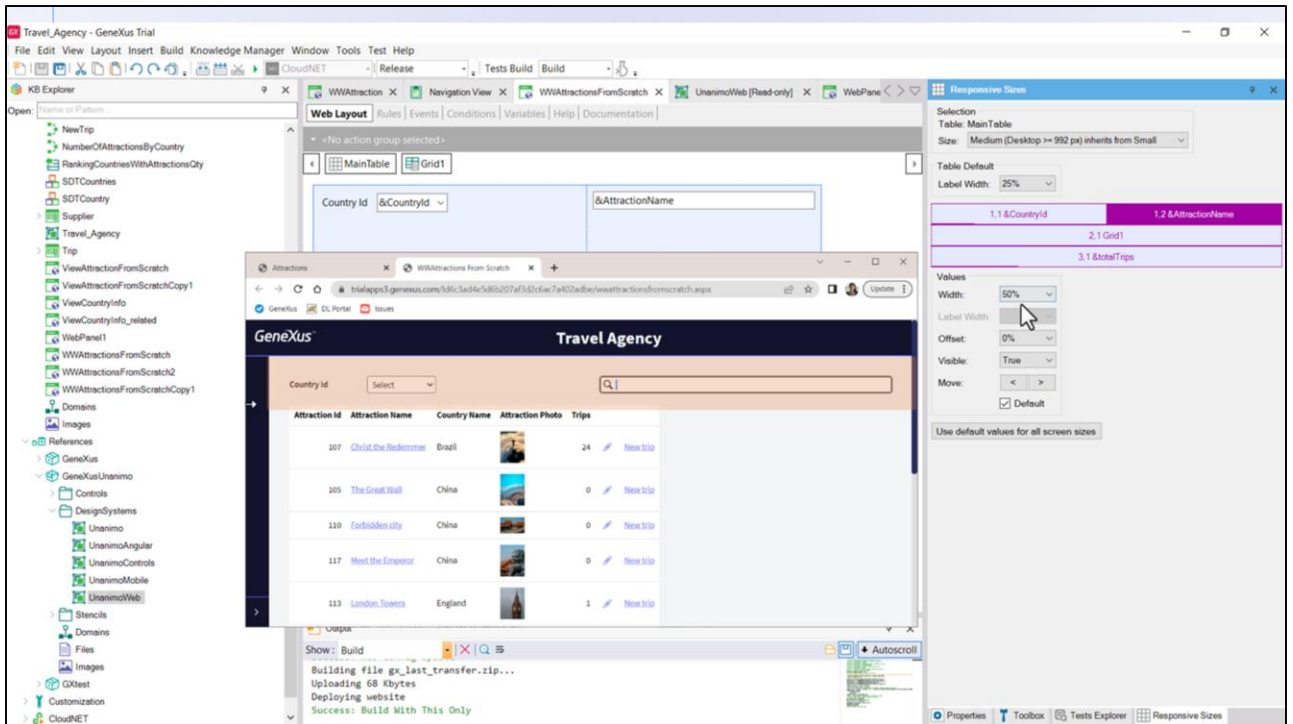 Travel_Agency - GeneXus Trial
File Edit View Layout Insert Build Knowledge Manager Window Tools Test Help
CloudNET Release Tests Build Build
KB Explorer
Open: Name or Pattern...
NewTrip
NumberOfAttractionsByCountry
RankingCountriesWithAttractionsQty
SDTCountries
SDTCountry
Supplier
Travel_Agency
Trip
ViewAttractionFromScratch
ViewAttractionFromScratchCopy1
ViewCountryInfo
ViewCountryInfo_related
WebPanel1
WWAttractionsFromScratch
WWAttractionsFromScratch2
WWAttractionsFromScratchCopy1
Domains
Images
References
GeneXus
GeneXusUnanimo
Controls
DesignSystems
Unanimo
UnanimoAngular
UnanimoControls
UnanimoMobile
UnanimoWeb
Stencils
Domains
Files
Images
GXtest
Customization
CloudNET
WWAttraction X Navigation View X WWAttractionsFromScratch X UnanimoWeb [Read-only] X WebPane
Web Layout Rules Events Conditions Variables Help Documentation
<No action group selected>
MainTable Grid1
Country Id &CountryId &AttractionName
Attractions WWAttractions From Scratch
Update
GeneXus DL Portal Issues
GeneXus Travel Agency
Country Id Select
Attraction Id Attraction Name Country Name Attraction Photo Trips
107 Christ the Redemmer Brazil 24 New trip
105 The Great Wall China 0 New trip
110 Forbidden city China 0 New trip
117 Meet the Emperor China 0 New trip
113 London Towers England 1 New trip
Output
Show: Build Autoscroll
Building file gx_last_transfer.zip...
Uploading 68 Kbytes
Deploying website
Success: Build With This Only
Responsive Sizes
Selection
Table: MainTable
Size: Medium (Desktop >= 992 px) inherits from Small
Table Default
Label Width: 25%
1,1 &CountryId 1,2 &AttractionName
2,1 Grid1
3,1 &totalTrips
Values
Width: 50%
Label Width:
Offset: 0%
Visible: True
Move: < >
Default
Use default values for all screen sizes
Properties Toolbox Tests Explorer Responsive Sizes